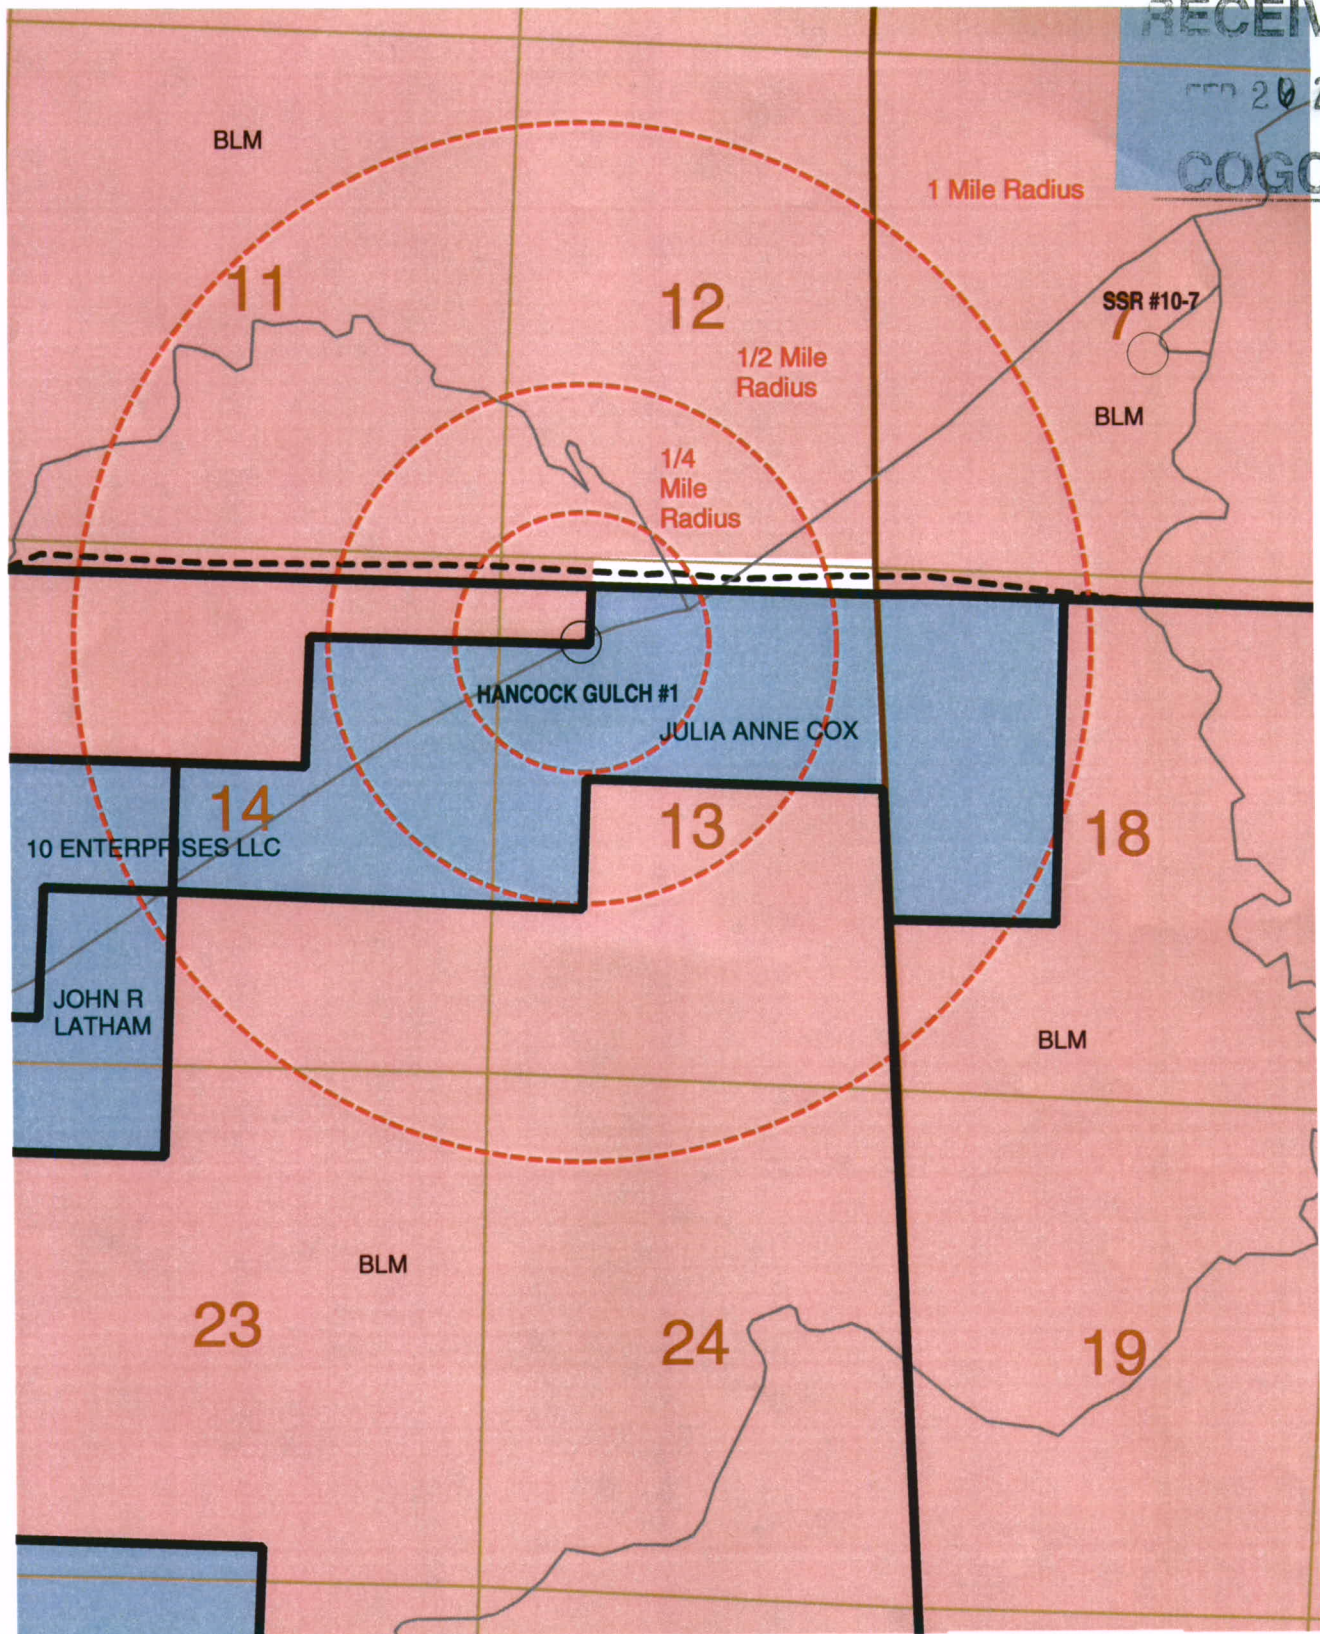 BLM
1 Mile Radius
11
12
SSR #10-7
7
1/2 Mile
Radius
BLM
1/4
Mile
Radius
HANCOCK GULCH #1
JULIA ANNE COX
14
13
18
10 ENTERPRISES LLC
JOHN R
LATHAM
BLM
BLM
23
24
19